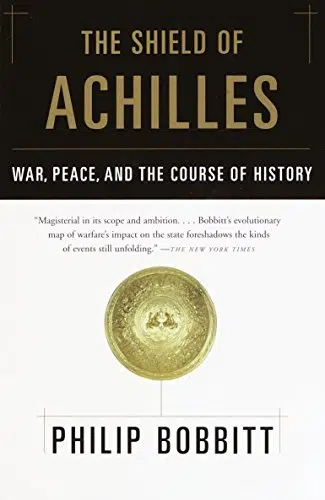 THE SHIELD OF
ACHILLES
WAR, PEACE, AND THE COURSE OF HISTORY
"Magisterial in its scope and ambition. . . . Bobbitt's evolutionary
map of warfare's impact on the state foreshadows the kinds
of events still unfolding." —THE NEW YORK TIMES
PHILIP BOBBITT